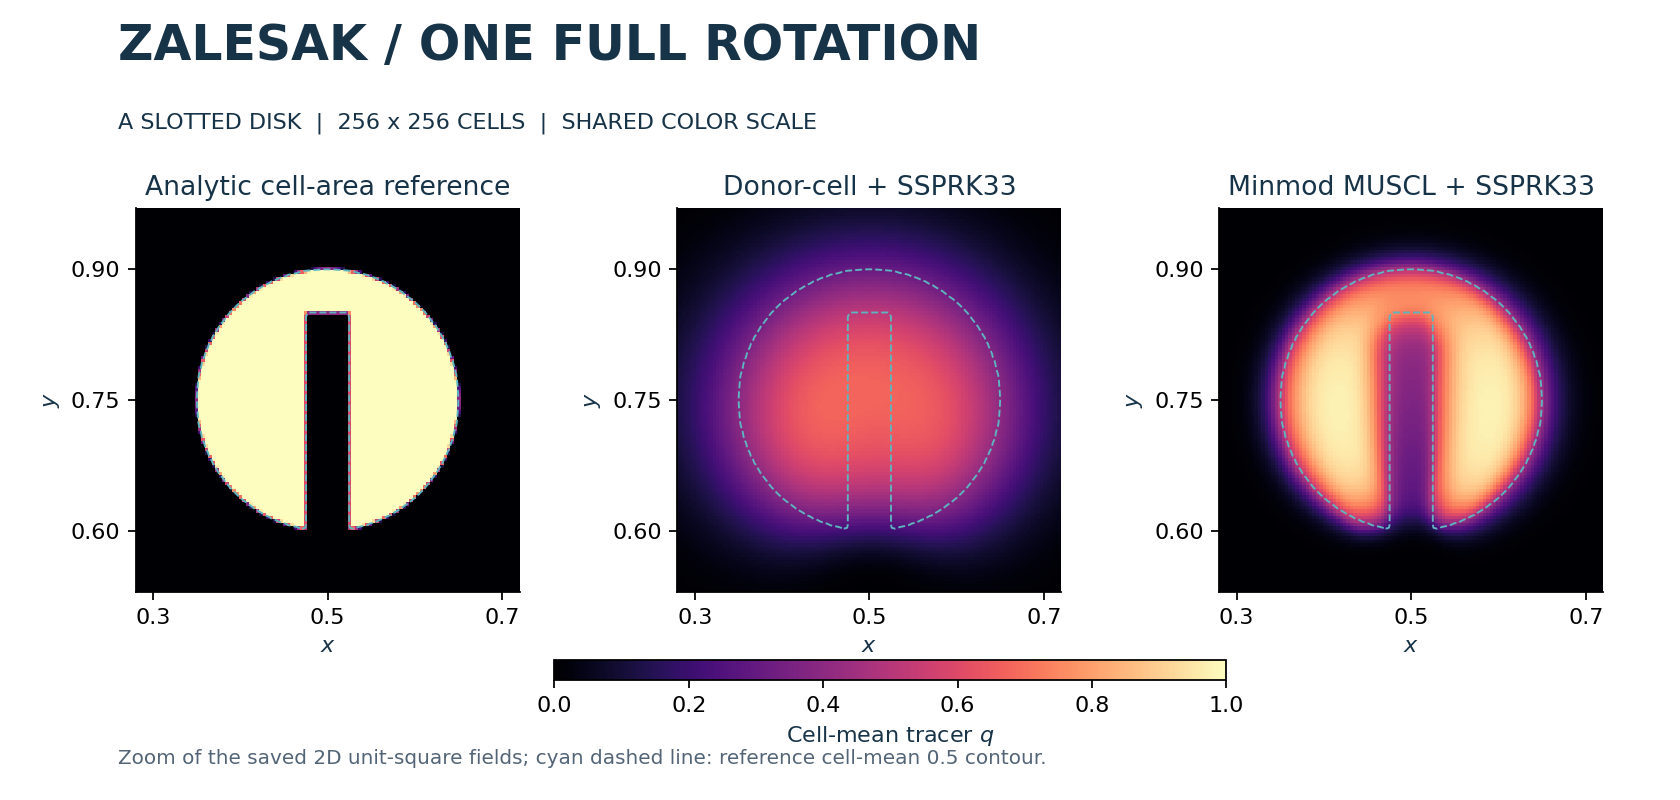 ZALESAK / ONE FULL ROTATION
A SLOTTED DISK | 256 x 256 CELLS | SHARED COLOR SCALE
Analytic cell-area reference
y
0.90
0.75
0.60
0.3 0.5 0.7
x
Donor-cell + SSPRK33
y
0.90
0.75
0.60
0.3 0.5 0.7
x
Minmod MUSCL + SSPRK33
y
0.90
0.75
0.60
0.3 0.5 0.7
x
0.0 0.2 0.4 0.6 0.8 1.0
Cell-mean tracer q
Zoom of the saved 2D unit-square fields; cyan dashed line: reference cell-mean 0.5 contour.